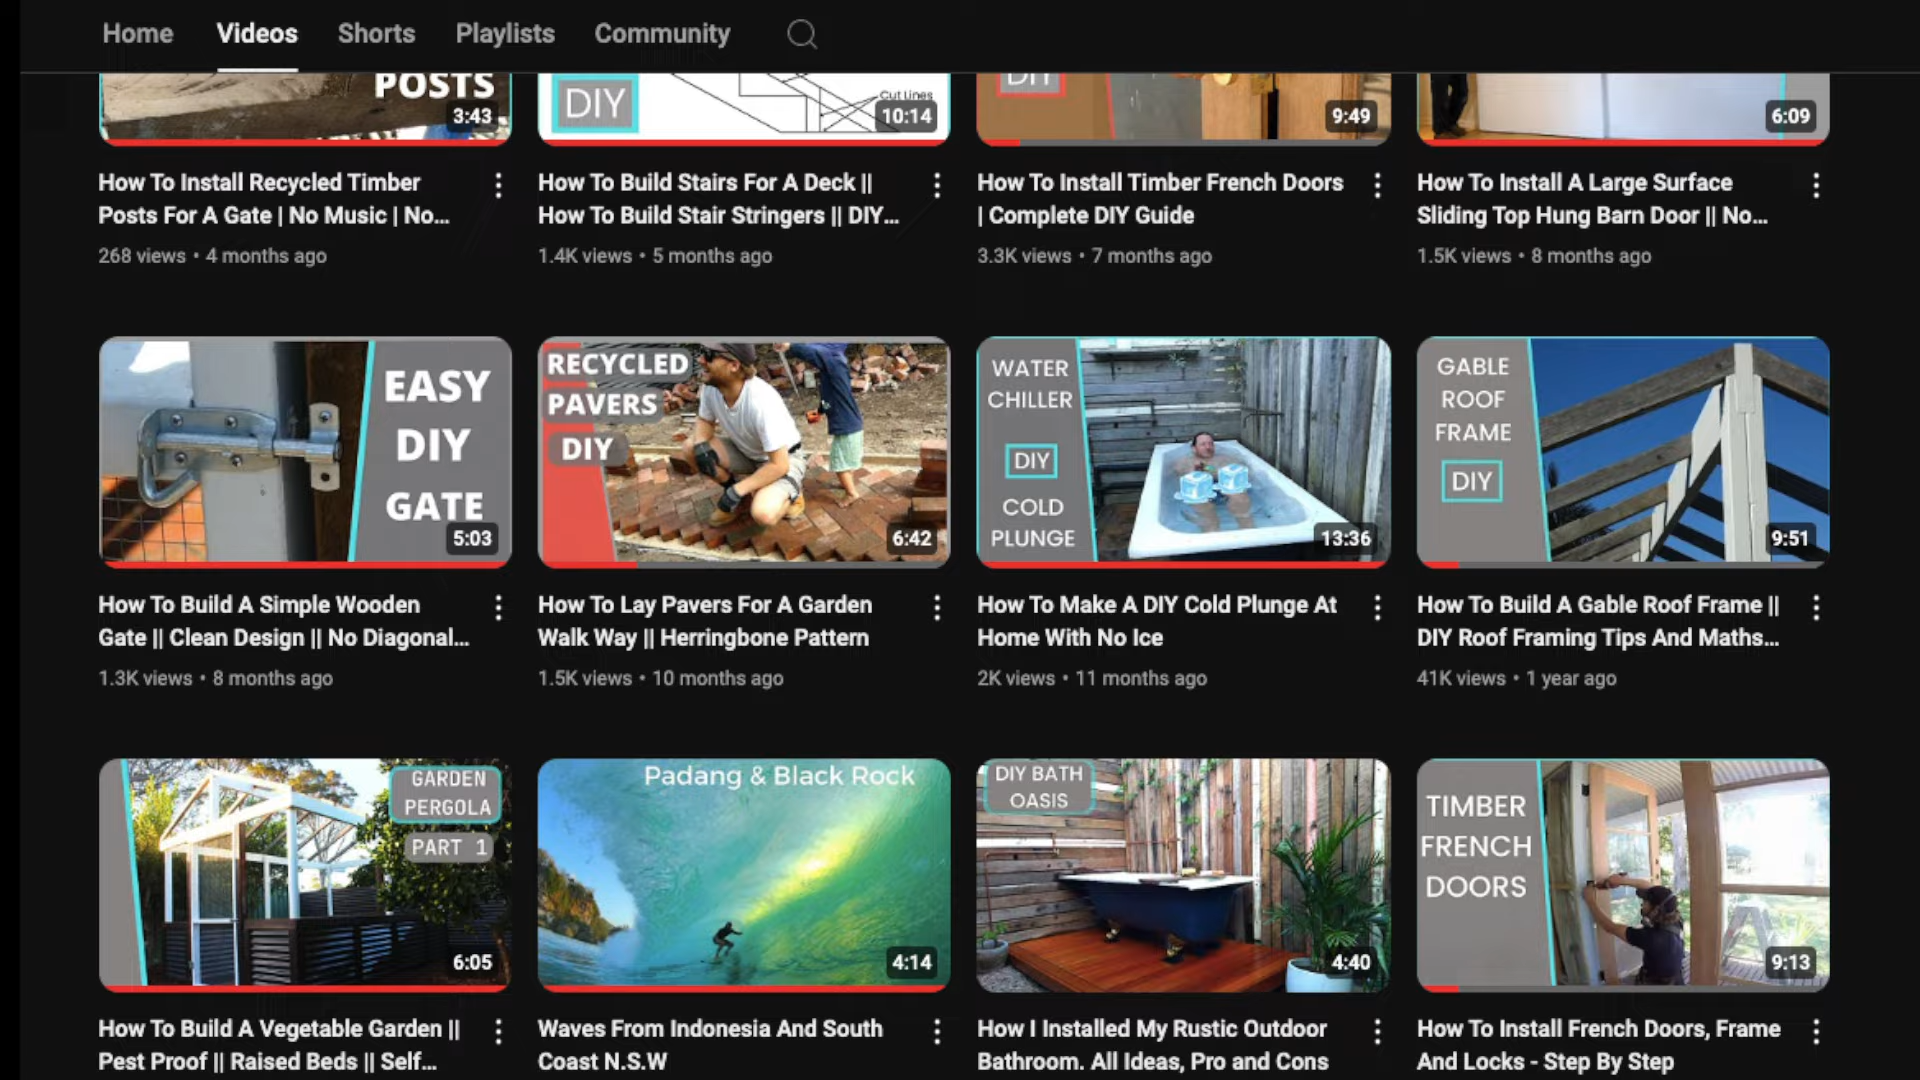 Home
Videos
Shorts
Playlists
Community
POSTS
3:43
DIY
Cut Lines
10:14
DIY
9:49
6:09
How To Install Recycled Timber
Posts For A Gate | No Music | No...
268 views • 4 months ago
How To Build Stairs For A Deck ||
How To Build Stair Stringers || DIY...
1.4K views • 5 months ago
How To Install Timber French Doors
| Complete DIY Guide
3.3K views • 7 months ago
How To Install A Large Surface
Sliding Top Hung Barn Door || No...
1.5K views • 8 months ago
EASY
DIY
GATE
5:03
RECYCLED
PAVERS
DIY
6:42
WATER
CHILLER
DIY
COLD
PLUNGE
13:36
GABLE
ROOF
FRAME
DIY
9:51
How To Build A Simple Wooden
Gate || Clean Design || No Diagonal...
1.3K views • 8 months ago
How To Lay Pavers For A Garden
Walk Way || Herringbone Pattern
1.5K views • 10 months ago
How To Make A DIY Cold Plunge At
Home With No Ice
2K views • 11 months ago
How To Build A Gable Roof Frame ||
DIY Roof Framing Tips And Maths...
41K views • 1 year ago
GARDEN
PERGOLA
PART 1
6:05
Padang & Black Rock
4:14
DIY BATH
OASIS
4:40
TIMBER
FRENCH
DOORS
9:13
How To Build A Vegetable Garden ||
Pest Proof || Raised Beds || Self...
Waves From Indonesia And South
Coast N.S.W
How I Installed My Rustic Outdoor
Bathroom. All Ideas, Pro and Cons
How To Install French Doors, Frame
And Locks - Step By Step